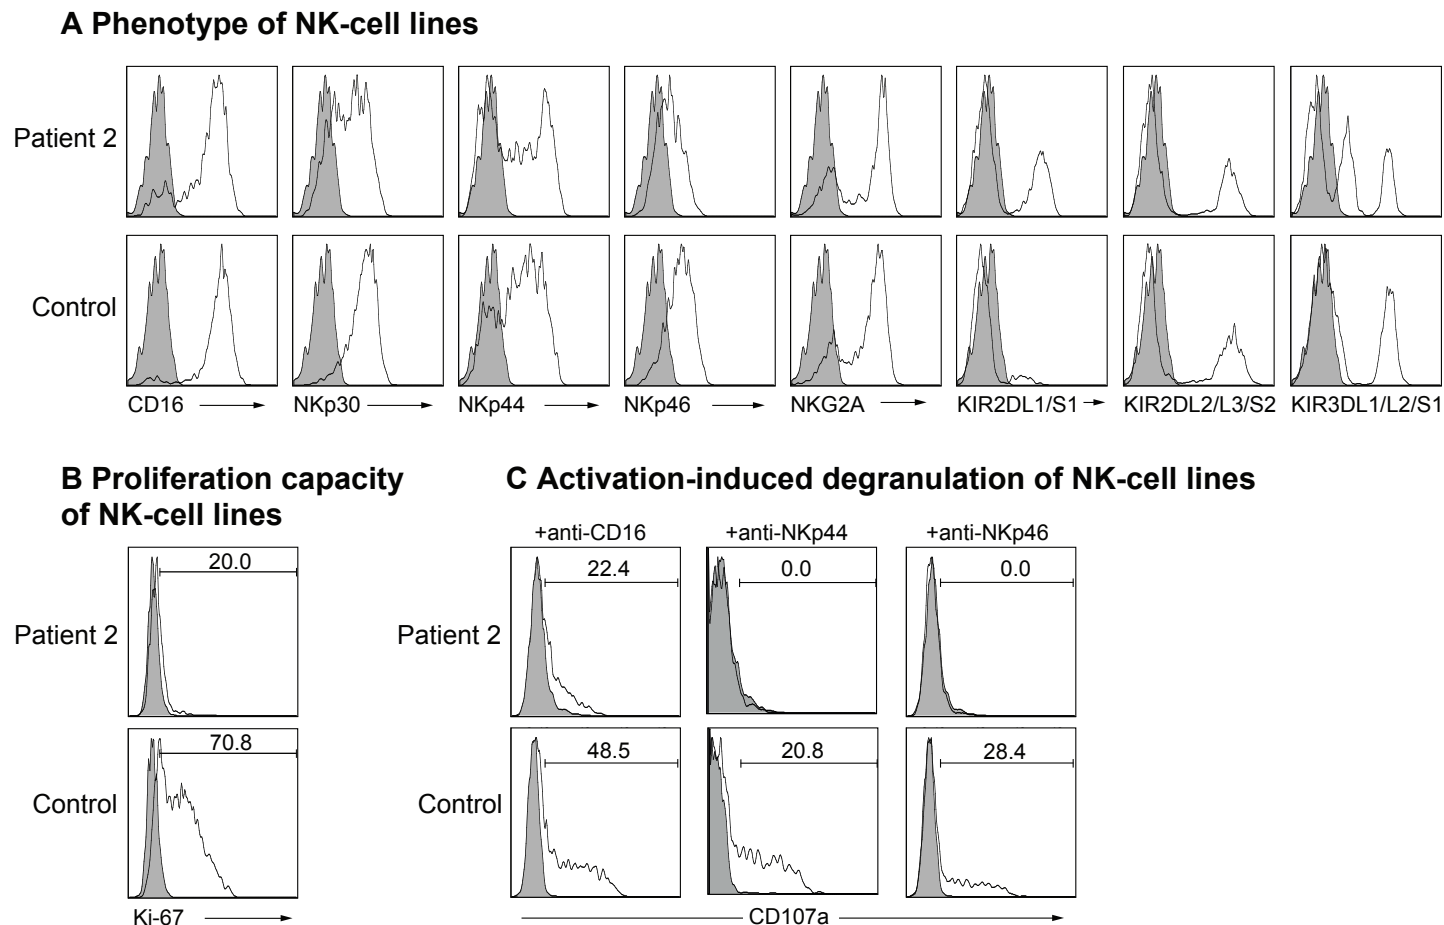 A Phenotype of NK-cell lines
Patient 2
Control
CD16
NKp30
NKp44
NKp46
NKG2A
KIR2DL1/S1
KIR2DL2/L3/S2
KIR3DL1/L2/S1
B Proliferation capacity
of NK-cell lines
Patient 2
20.0
Control
70.8
Ki-67
C Activation-induced degranulation of NK-cell lines
+anti-CD16
+anti-NKp44
+anti-NKp46
Patient 2
22.4
0.0
0.0
Control
48.5
20.8
28.4
CD107a